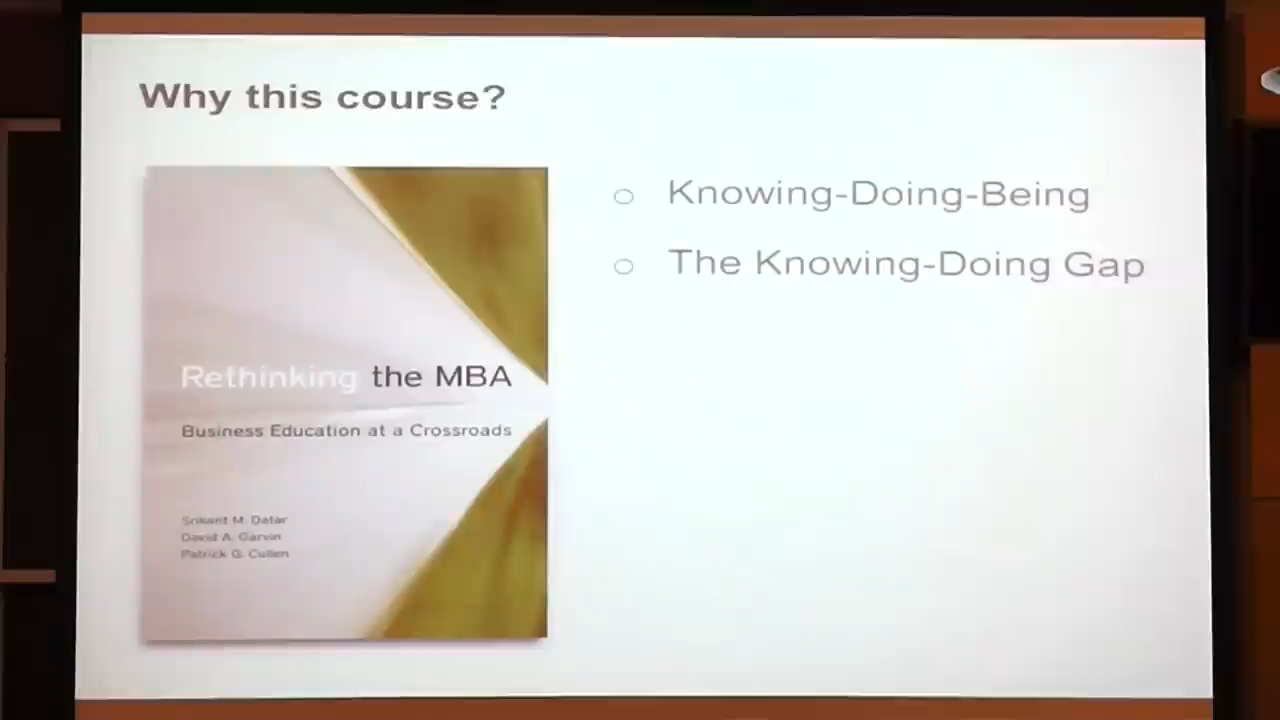 Why this course?
Rethinking the MBA
Business Education at a Crossroads
Srikant M. Datar
David A. Garvin
Patrick G. Cullen
Knowing-Doing-Being
The Knowing-Doing Gap